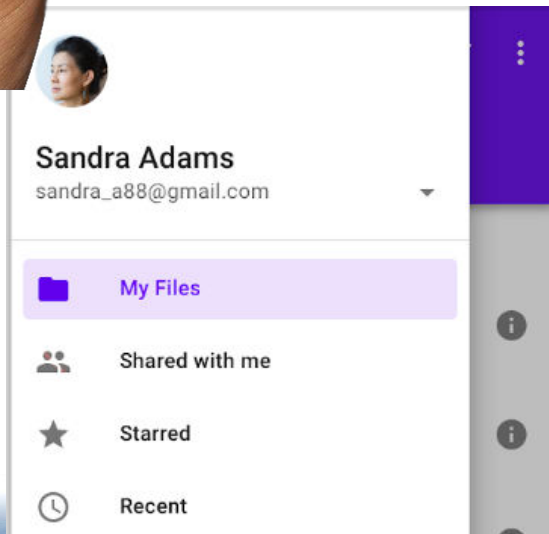 Sandra Adams
sandra_a88@gmail.com
My Files
Shared with me
Starred
Recent